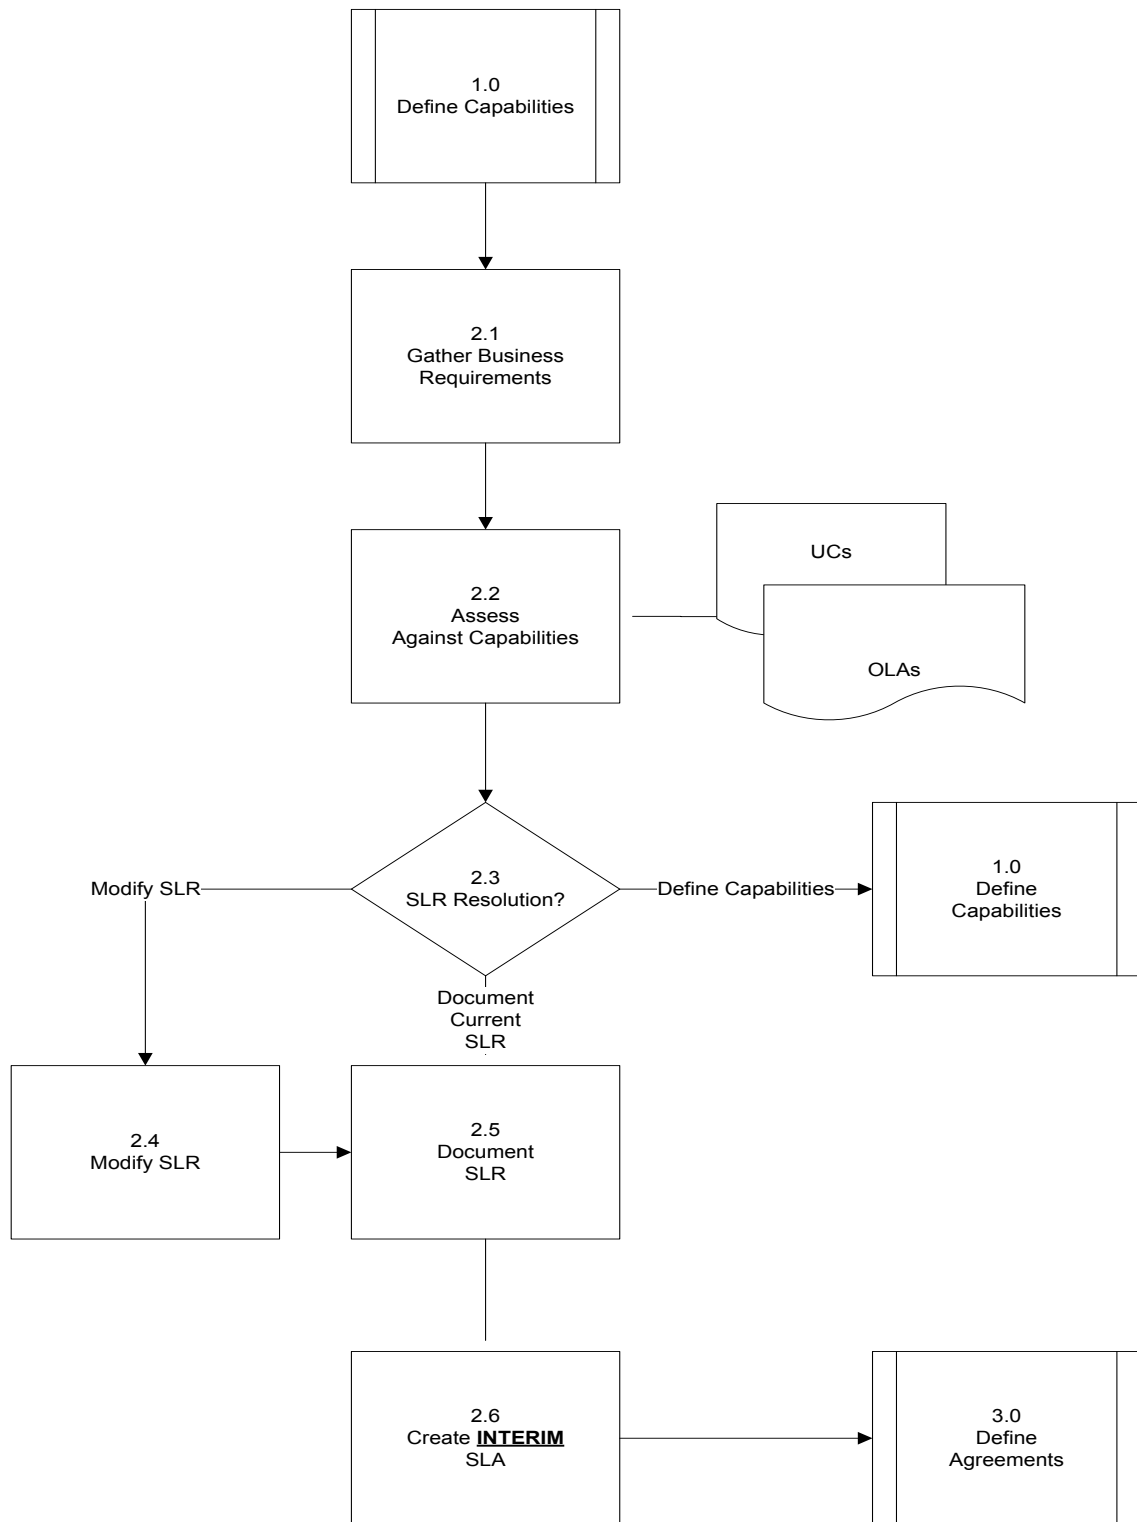 1.0
Define Capabilities
2.1
Gather Business
Requirements
2.2
Assess
Against Capabilities
UCs
OLAs
2.3
SLR Resolution?
Modify SLR
Define Capabilities
1.0
Define
Capabilities
Document
Current
SLR
2.4
Modify SLR
2.5
Document
SLR
2.6
Create INTERIM
SLA
3.0
Define
Agreements